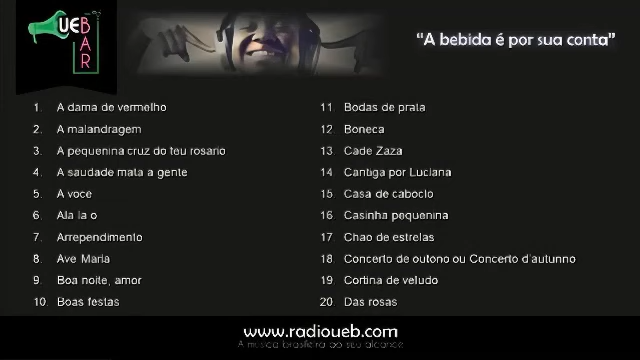 UEB
BAR
“A bebida é por sua conta”
1. A dama de vermelho
2. A malandragem
3. A pequenina cruz do teu rosario
4. A saudade mata a gente
5. A voce
6. Ala la o
7. Arrependimento
8. Ave Maria
9. Boa noite, amor
10. Boas festas
11. Bodas de prata
12. Boneca
13. Cade Zaza
14. Cantiga por Luciana
15. Casa de caboclo
16. Casinha pequenina
17. Chao de estrelas
18. Concerto de outono ou Concerto d'autunno
19. Cortina de veludo
20. Das rosas
www.radioueb.com
A musica brasileira ao seu alcance